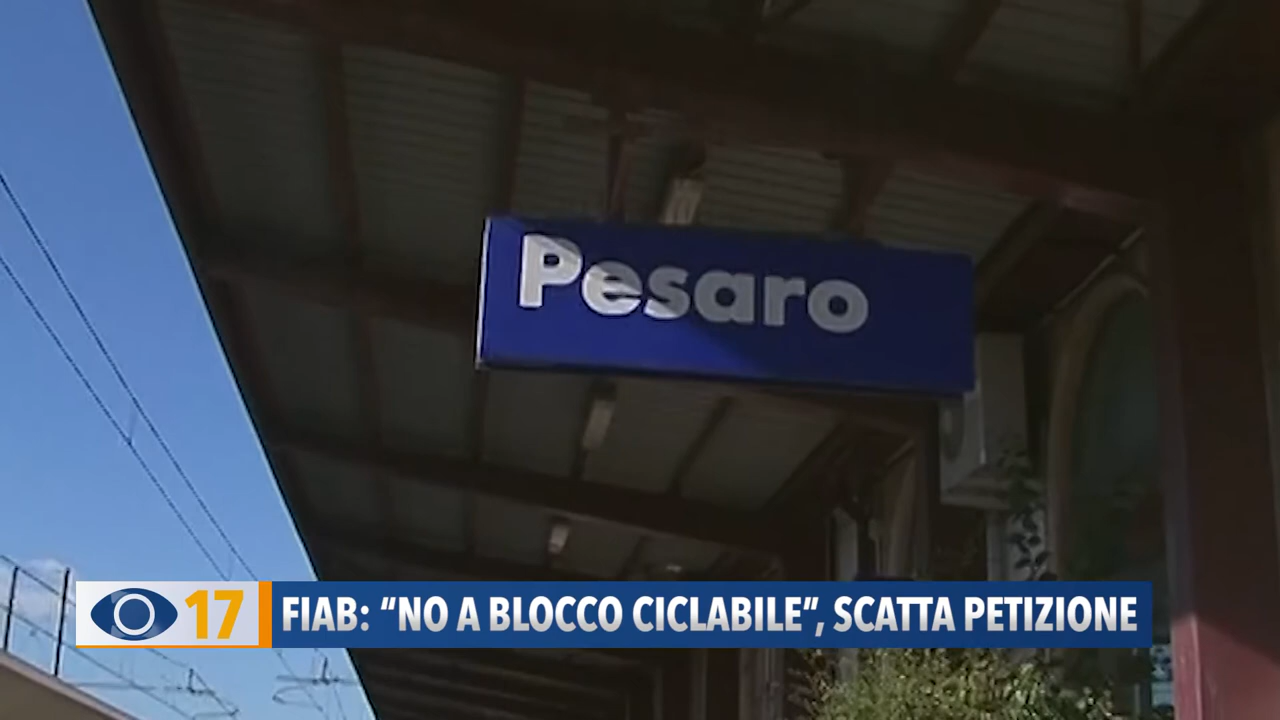 Pesaro
17
FIAB: “NO A BLOCCO CICLABILE”, SCATTA PETIZIONE